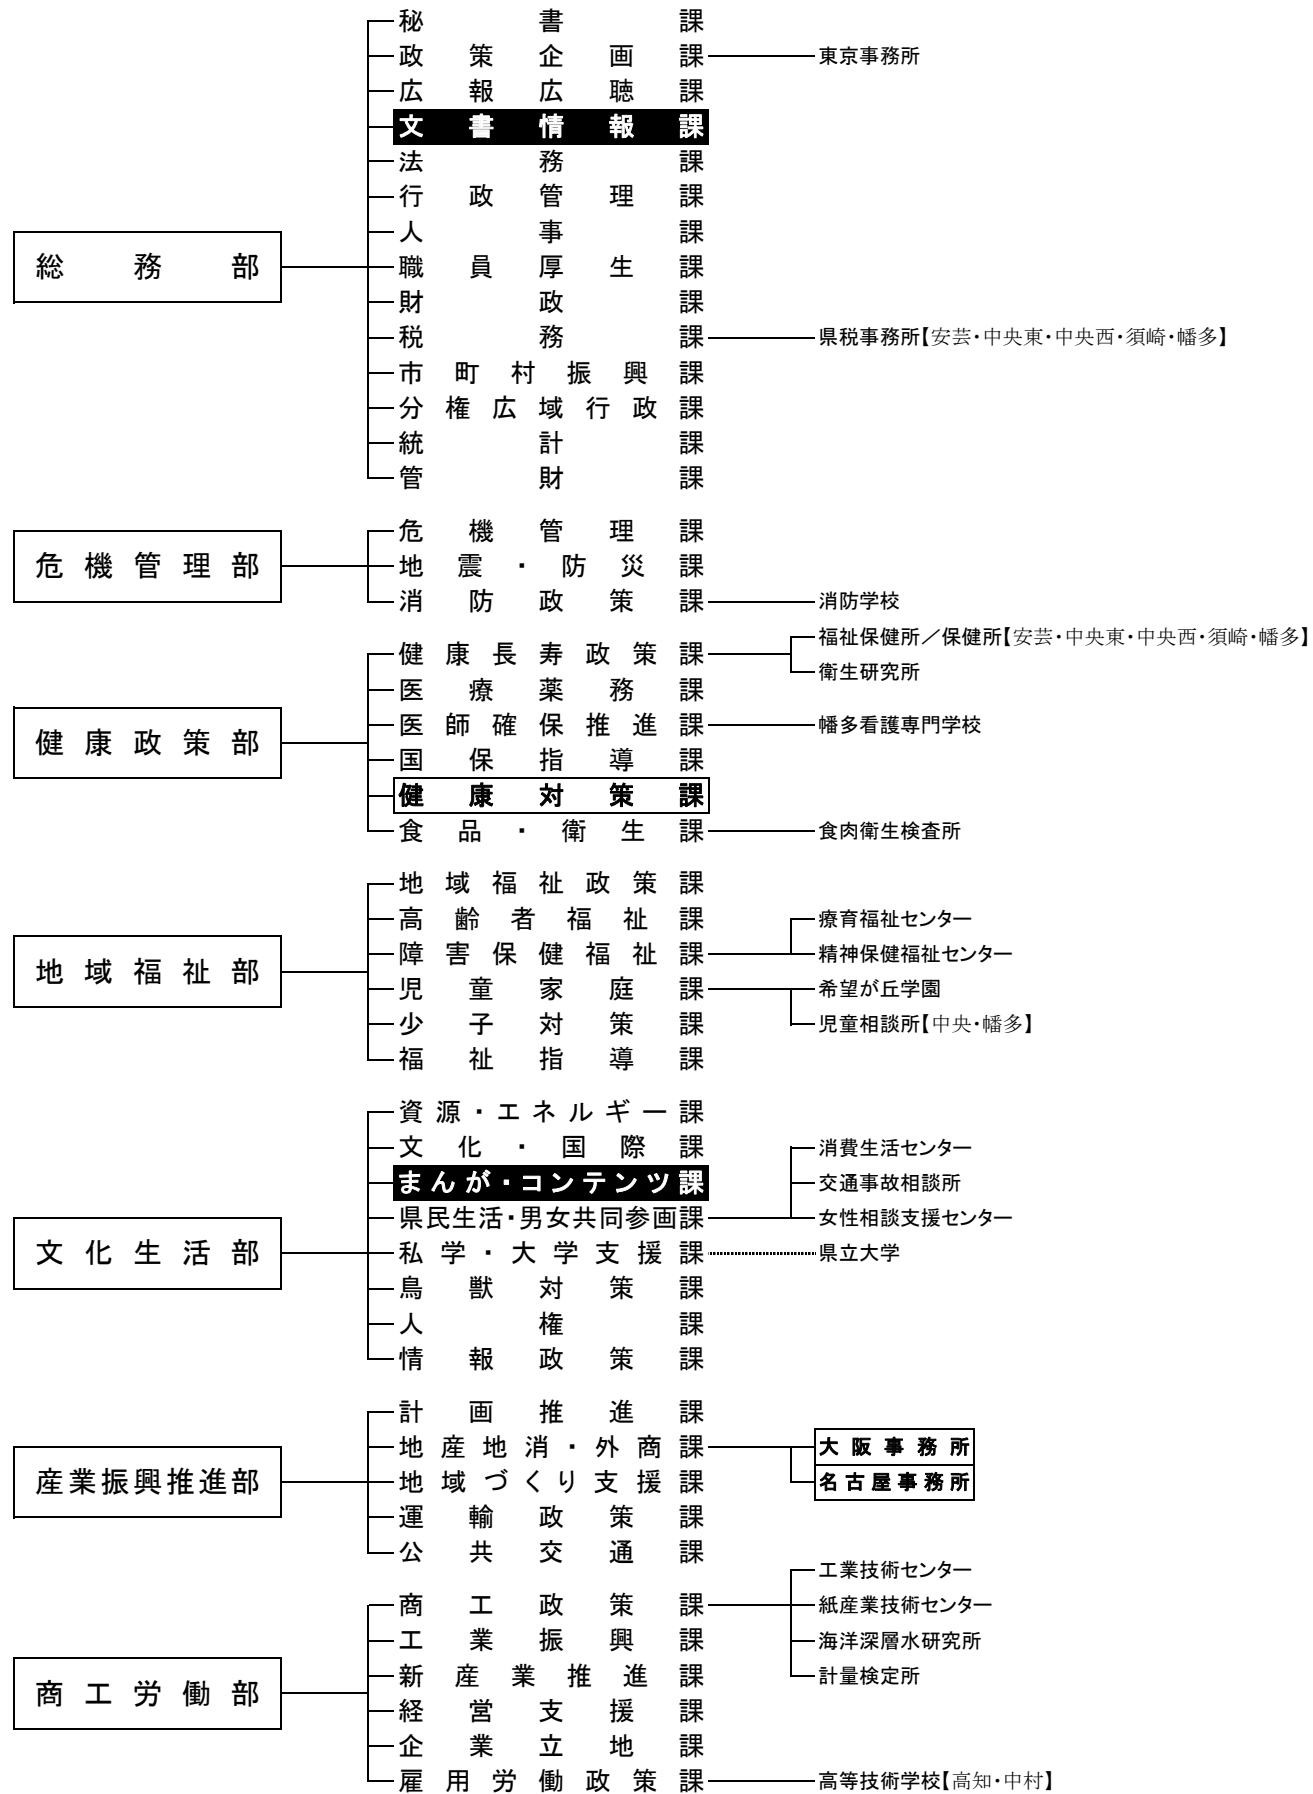 総務部
秘書課
政策企画課 東京事務所
広報広聴課
文書情報課
法務課
行政管理課
人事課
職員厚生課
財政課
税務課 県税事務所【安芸・中央東・中央西・須崎・幡多】
市町村振興課
分権広域行政課
統計課
管財課
危機管理部
危機管理課
地震・防災課
消防政策課 消防学校
健康政策部
健康長寿政策課 福祉保健所／保健所【安芸・中央東・中央西・須崎・幡多】
衛生研究所
医療薬務課
医師確保推進課 幡多看護専門学校
国保指導課
健康対策課
食品・衛生課 食肉衛生検査所
地域福祉部
地域福祉政策課
高齢者福祉課
療育福祉センター
障害保健福祉課 精神保健福祉センター
児童家庭課 希望が丘学園
児童相談所【中央・幡多】
少子対策課
福祉指導課
文化生活部
資源・エネルギー課
文化・国際課
まんが・コンテンツ課
消費生活センター
交通事故相談所
県民生活・男女共同参画課 女性相談支援センター
私学・大学支援課 県立大学
鳥獣対策課
人権課
情報政策課
産業振興推進部
計画推進課
地産地消・外商課 大阪事務所
名古屋事務所
地域づくり支援課
運輸政策課
公共交通課
商工労働部
工業技術センター
商工政策課 紙産業技術センター
海洋深層水研究所
計量検定所
工業振興課
新産業推進課
経営支援課
企業立地課
雇用労働政策課 高等技術学校【高知・中村】